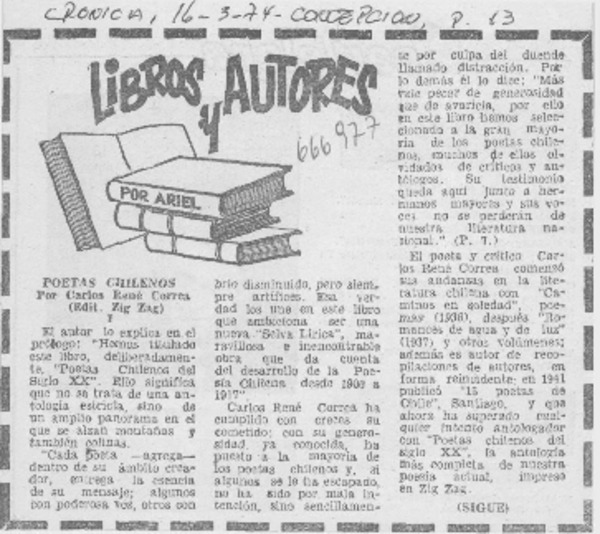 CRONICA, 16-3-74- CONCEPCION, P. 13
LiBROS
y AUTORES
666 927
POR ARIEL
POETAS CHILENOS
Por Carlos René Correa
(Edit. Zig Zag)
I
El autor lo explica en el
prólogo: "Hemos titulado
este libro, deliberadamen-
te, "Poetas Chilenos del
Siglo XX". Ello significa
que no se trata de una an-
tología estricta, sino de
un amplio panorama en el
que se alzan montañas y
también colinas.
"Cada poeta —agrega—
dentro de su ámbito crea-
dor, entrega la esencia
de su mensaje; algunos
con poderosa voz, otros con
brío disminuido, pero siem-
pre artífices. Esa ver-
dad los une en este libro
que ambiciona ser una
nueva "Selva Lírica", ma-
ravillosa e inencontrable
obra que da cuenta
del desarrollo de la Poe-
sía Chilena desde 1900 a
1917".
Carlos René Correa ha
cumplido con creces su
cometido; con su genero-
sidad, ya conocida, ha
puesto a la mayoría de
los poetas chilenos y, si
algunos se le ha escapado,
no ha sido por mala in-
tención, sino sencillamen-
te por culpa del duende
llamado distracción. Por
lo demás él lo dice: "Más
vale pecar de generosidad
que de avaricia, por ello
en este libro hemos selec-
cionado a la gran mayo-
ría de los poetas chile-
nos, muchos de ellos ol-
vidados de críticos y an-
tólogos. Su testimonio
queda aquí junto a her-
manos mayores y sus vo-
ces no se perderán de
nuestra literatura na-
cional." (P. 7.)
El poeta y crítico Car-
los René Correa comenzó
sus andanzas en la li-
teratura chilena con "Ca-
minos en soledad", poe-
mas (1936), después "Ro-
mances de agua y de luz"
(1937) y otros volúmenes;
además es autor de reco-
pilaciones de autores, en
forma reincidente: en 1941
publicó "15 poetas de
Chile", Santiago, y que
ahora ha superado cual-
quier intento antologador
con "Poetas chilenos del
siglo XX", la antología
más completa de nuestra
poesía actual, impreso
en Zig Zag.
(SIGUE)